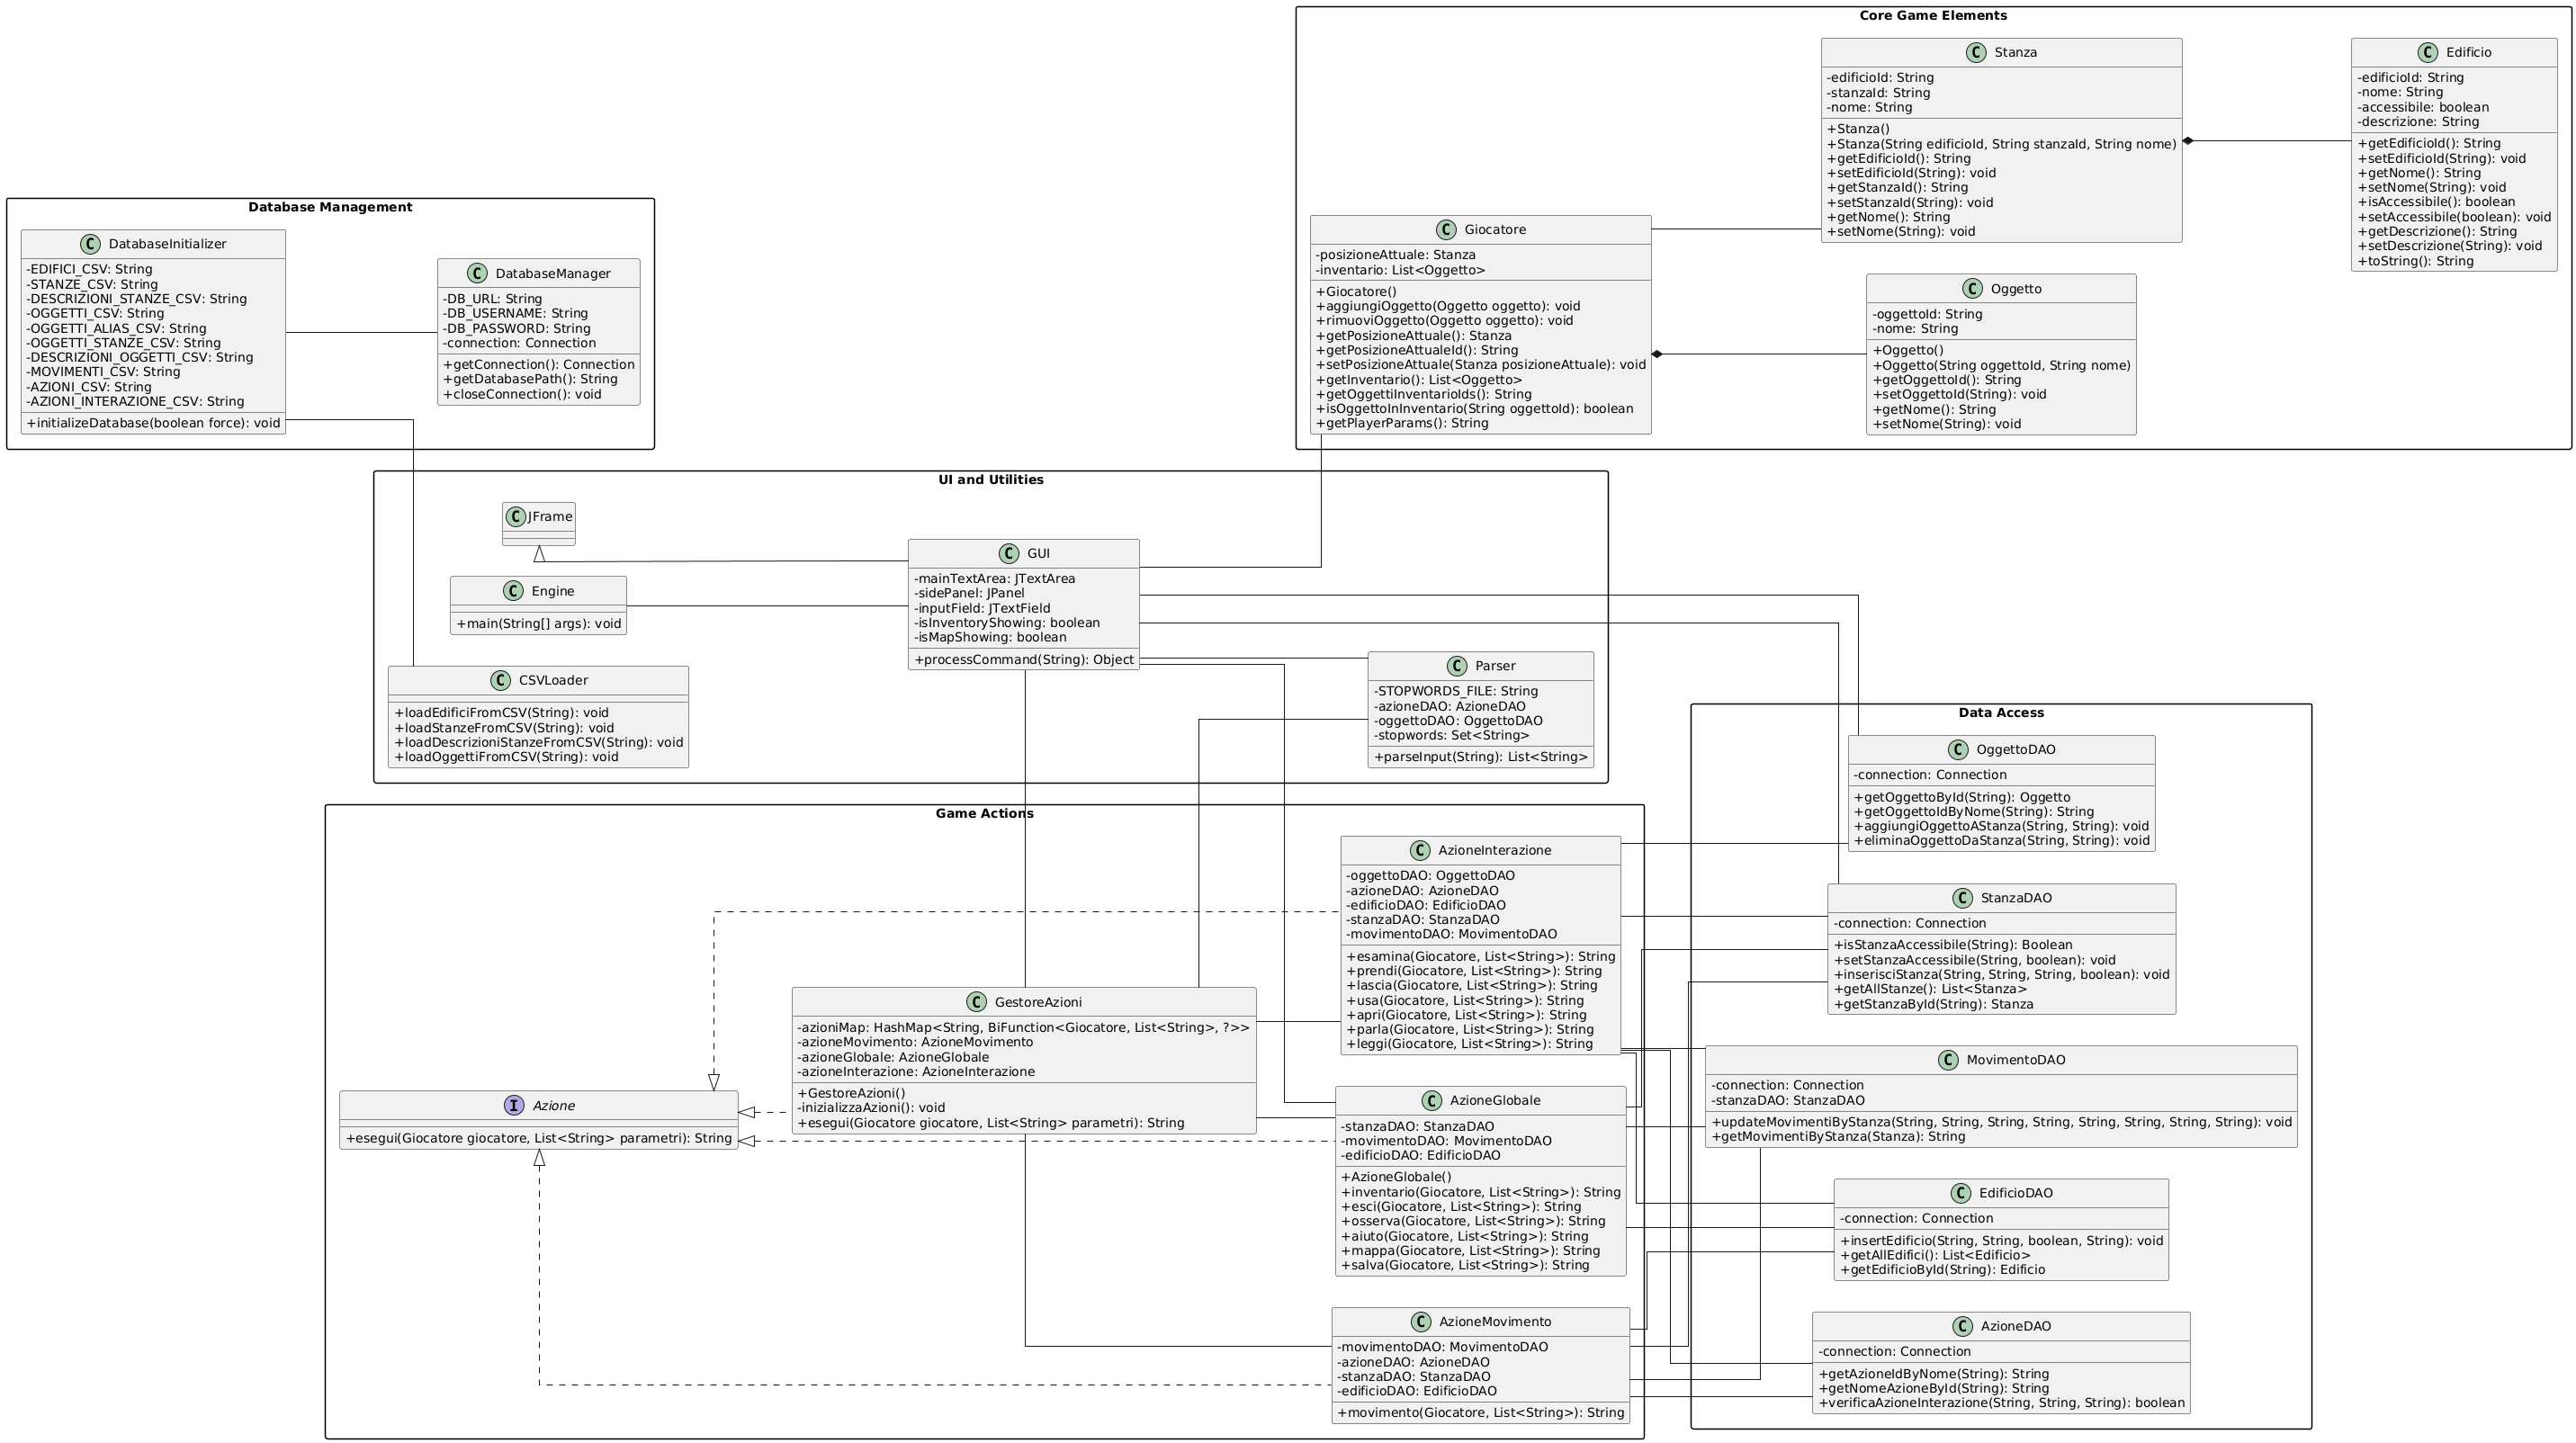 Core Game Elements
C Stanza
-edificioId: String
-stanzaId: String
-nome: String
+Stanza()
+Stanza(String edificioId, String stanzaId, String nome)
+getEdificioId(): String
+setEdificioId(String): void
+getStanzaId(): String
+setStanzaId(String): void
+getNome(): String
+setNome(String): void
C Edificio
-edificioId: String
-nome: String
-accessibile: boolean
-descrizione: String
+getEdificioId(): String
+setEdificioId(String): void
+getNome(): String
+setNome(String): void
+isAccessibile(): boolean
+setAccessibile(boolean): void
+getDescrizione(): String
+setDescrizione(String): void
+toString(): String
C Giocatore
-posizioneAttuale: Stanza
-inventario: List<Oggetto>
+Giocatore()
+aggiungiOggetto(Oggetto oggetto): void
+rimuoviOggetto(Oggetto oggetto): void
+getPosizioneAttuale(): Stanza
+getPosizioneAttualeId(): String
+setPosizioneAttuale(Stanza posizioneAttuale): void
+getInventario(): List<Oggetto>
+getOggettiInventarioIds(): String
+isOggettoInInventario(String oggettoId): boolean
+getPlayerParams(): String
C Oggetto
-oggettoId: String
-nome: String
+Oggetto()
+Oggetto(String oggettoId, String nome)
+getOggettoId(): String
+setOggettoId(String): void
+getNome(): String
+setNome(String): void
Database Management
C DatabaseInitializer
-EDIFICI_CSV: String
-STANZE_CSV: String
-DESCRIZIONI_STANZE_CSV: String
-OGGETTI_CSV: String
-OGGETTI_ALIAS_CSV: String
-OGGETTI_STANZE_CSV: String
-DESCRIZIONI_OGGETTI_CSV: String
-MOVIMENTI_CSV: String
-AZIONI_CSV: String
-AZIONI_INTERAZIONE_CSV: String
+initializeDatabase(boolean force): void
C DatabaseManager
-DB_URL: String
-DB_USERNAME: String
-DB_PASSWORD: String
-connection: Connection
+getConnection(): Connection
+getDatabasePath(): String
+closeConnection(): void
UI and Utilities
C JFrame
C Engine
+main(String[] args): void
C CSVLoader
+loadEdificiFromCSV(String): void
+loadStanzeFromCSV(String): void
+loadDescrizioniStanzeFromCSV(String): void
+loadOggettiFromCSV(String): void
C GUI
-mainTextArea: JTextArea
-sidePanel: JPanel
-inputField: JTextField
-isInventoryShowing: boolean
-isMapShowing: boolean
+processCommand(String): Object
C Parser
-STOPWORDS_FILE: String
-azioneDAO: AzioneDAO
-oggettoDAO: OggettoDAO
-stopwords: Set<String>
+parseInput(String): List<String>
Game Actions
I Azione
+esegui(Giocatore giocatore, List<String> parametri): String
C GestoreAzioni
-azioniMap: HashMap<String, BiFunction<Giocatore, List<String>, ?>>
-azioneMovimento: AzioneMovimento
-azioneGlobale: AzioneGlobale
-azioneInterazione: AzioneInterazione
+GestoreAzioni()
-inizializzaAzioni(): void
+esegui(Giocatore giocatore, List<String> parametri): String
C AzioneInterazione
-oggettoDAO: OggettoDAO
-azioneDAO: AzioneDAO
-edificioDAO: EdificioDAO
-stanzaDAO: StanzaDAO
-movimentoDAO: MovimentoDAO
+esamina(Giocatore, List<String>): String
+prendi(Giocatore, List<String>): String
+lascia(Giocatore, List<String>): String
+usa(Giocatore, List<String>): String
+apri(Giocatore, List<String>): String
+parla(Giocatore, List<String>): String
+leggi(Giocatore, List<String>): String
C AzioneGlobale
-stanzaDAO: StanzaDAO
-movimentoDAO: MovimentoDAO
-edificioDAO: EdificioDAO
+AzioneGlobale()
+inventario(Giocatore, List<String>): String
+esci(Giocatore, List<String>): String
+osserva(Giocatore, List<String>): String
+aiuto(Giocatore, List<String>): String
+mappa(Giocatore, List<String>): String
+salva(Giocatore, List<String>): String
C AzioneMovimento
-movimentoDAO: MovimentoDAO
-azioneDAO: AzioneDAO
-stanzaDAO: StanzaDAO
-edificioDAO: EdificioDAO
+movimento(Giocatore, List<String>): String
Data Access
C OggettoDAO
-connection: Connection
+getOggettoById(String): Oggetto
+getOggettoIdByNome(String): String
+aggiungiOggettoAStanza(String, String): void
+eliminaOggettoDaStanza(String, String): void
C StanzaDAO
-connection: Connection
+isStanzaAccessibile(String): Boolean
+setStanzaAccessibile(String, boolean): void
+inserisciStanza(String, String, String, boolean): void
+getAllStanze(): List<Stanza>
+getStanzaById(String): Stanza
C MovimentoDAO
-connection: Connection
-stanzaDAO: StanzaDAO
+updateMovimentiByStanza(String, String, String, String, String, String, String): void
+getMovimentiByStanza(Stanza): String
C EdificioDAO
-connection: Connection
+insertEdificio(String, String, boolean, String): void
+getAllEdifici(): List<Edificio>
+getEdificioById(String): Edificio
C AzioneDAO
-connection: Connection
+getAzioneIdByNome(String): String
+getNomeAzioneById(String): String
+verificaAzioneInterazione(String, String, String): boolean